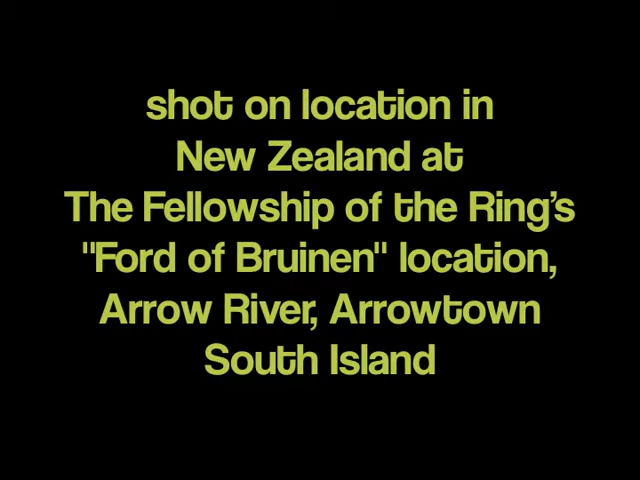 shot on location in
New Zealand at
The Fellowship of the Ring’s
"Ford of Bruinen" location,
Arrow River, Arrowtown
South Island